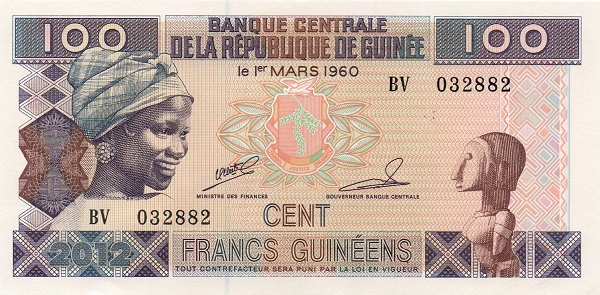 100 BANQUE CENTRALE 100
DE LA RÉPUBLIQUE DE GUINÉE
le 1er MARS 1960
BV 032882
MINISTRE DES FINANCES GOUVERNEUR BANQUE CENTRALE
BV 032882
CENT
2012 FRANCS GUINÉENS
TOUT CONTREFACTEUR SERA PUNI PAR LA LOI EN VIGUEUR